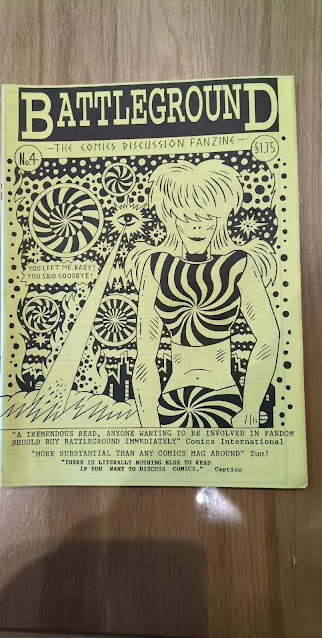 BATTLEGROUND
-THE COMICS DISCUSSION FANZINE-
No.4
$1.75
YOU LEFT ME, BABY!
YOU SAID GOODBYE!
"A TREMENDOUS READ, ANYONE WANTING TO BE INVOLVED IN FANDOM
SHOULD BUY BATTLEGROUND IMMEDIATELY" Comics International
"MORE SUBSTANTIAL THAN ANY COMICS MAG AROUND" Zum!
"THERE IS LITERALLY NOTHING ELSE TO READ
IF YOU WANT TO DISCUSS COMICS." Caption